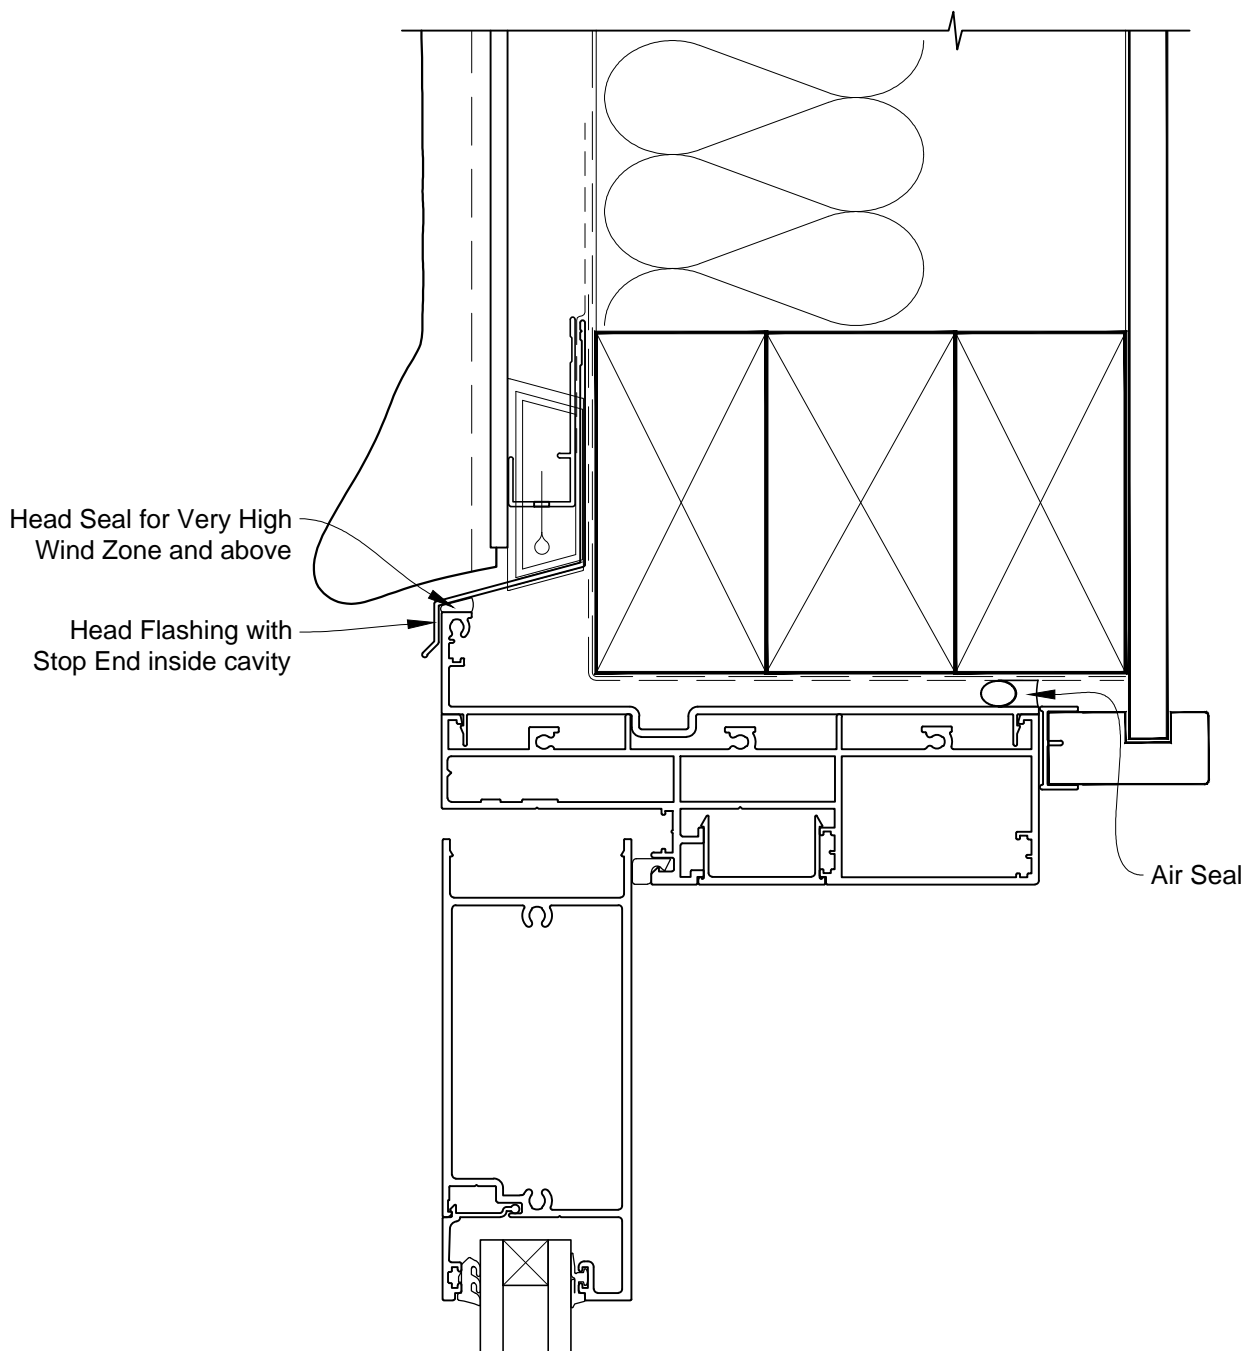 Head Seal for Very High
Wind Zone and above
Head Flashing with
Stop End inside cavity
Air Seal